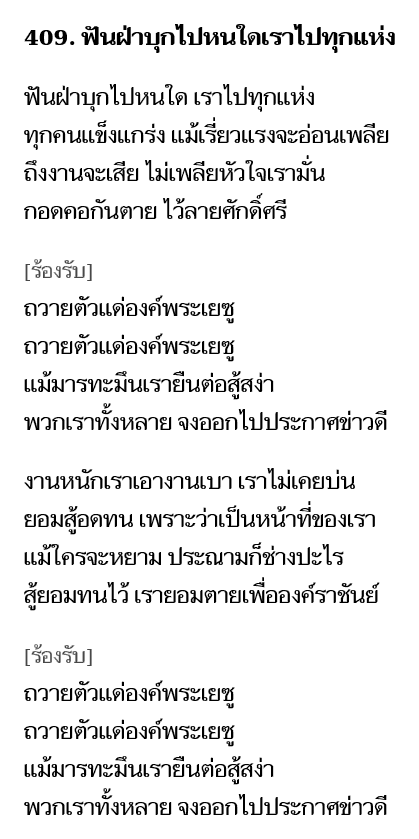 409. ฟันฝ่าบุกไปหนใดเราไปทุกแห่ง
ฟันฝ่าบุกไปหนใด เราไปทุกแห่ง
ทุกคนแข็งแกร่ง แม้เรี่ยวแรงจะอ่อนเพลีย
ถึงงานจะเสีย ไม่เพลียหัวใจเรามั่น
กอดคอกันตาย ไว้ลายศักดิ์ศรี
[ร้องรับ]
ถวายตัวแด่องค์พระเยซู
ถวายตัวแด่องค์พระเยซู
แม้มารทะมึนเรายืนต่อสู้สง่า
พวกเราทั้งหลาย จงออกไปประกาศข่าวดี
งานหนักเราเอางานเบา เราไม่เคยบ่น
ยอมสู้อดทน เพราะว่าเป็นหน้าที่ของเรา
แม้ใครจะหยาม ประณามก็ช่างปะไร
สู้ยอมทนไว้ เรายอมตายเพื่อองค์ราชันย์
[ร้องรับ]
ถวายตัวแด่องค์พระเยซู
ถวายตัวแด่องค์พระเยซู
แม้มารทะมึนเรายืนต่อสู้สง่า
พวกเราทั้งหลาย จงออกไปประกาศข่าวดี